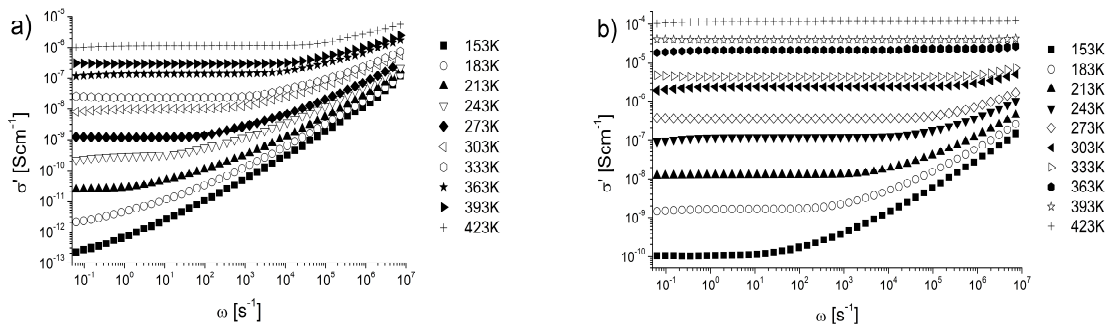 a)
10⁻⁵
10⁻⁶
10⁻⁷
10⁻⁸
10⁻⁹
10⁻¹⁰
10⁻¹¹
10⁻¹²
10⁻¹³
σ' [Scm⁻¹]
10⁻¹ 10⁰ 10¹ 10² 10³ 10⁴ 10⁵ 10⁶ 10⁷
ω [s⁻¹]
153K
183K
213K
243K
273K
303K
333K
363K
393K
423K
b)
10⁻⁴
10⁻⁵
10⁻⁶
10⁻⁷
10⁻⁸
10⁻⁹
10⁻¹⁰
σ' [Scm⁻¹]
10⁻¹ 10⁰ 10¹ 10² 10³ 10⁴ 10⁵ 10⁶ 10⁷
ω [s⁻¹]
153K
183K
213K
243K
273K
303K
333K
363K
393K
423K